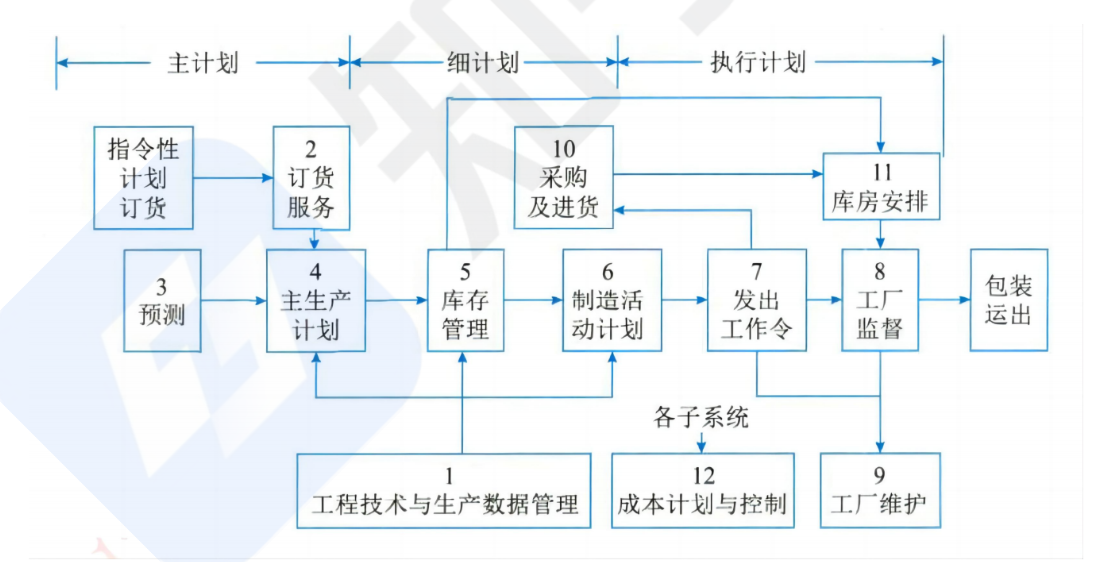 主计划
细计划
执行计划
指令性
计划
订货
2
订货
服务
10
采购
及进货
11
库房安排
3
预测
4
主生产
计划
5
库存
管理
6
制造活
动计划
7
发出
工作令
8
工厂
监督
包装
运出
各子系统
1
工程技术与生产数据管理
12
成本计划与控制
9
工厂维护